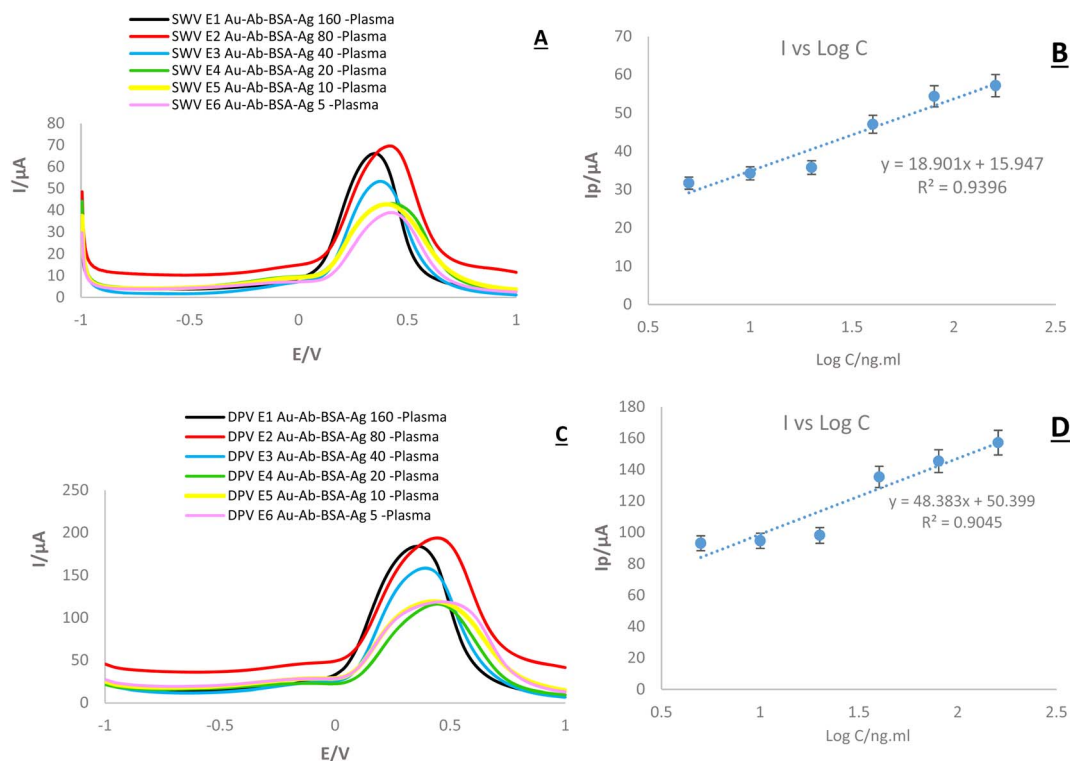 SWV E1 Au-Ab-BSA-Ag 160 -Plasma
SWV E2 Au-Ab-BSA-Ag 80 -Plasma
SWV E3 Au-Ab-BSA-Ag 40 -Plasma
SWV E4 Au-Ab-BSA-Ag 20 -Plasma
SWV E5 Au-Ab-BSA-Ag 10 -Plasma
SWV E6 Au-Ab-BSA-Ag 5 -Plasma
A
I/µA
80
70
60
50
40
30
20
10
0
-1
-0.5
0
0.5
1
E/V
I vs Log C
B
Ip/µA
70
60
50
40
30
20
10
0
y = 18.901x + 15.947
R² = 0.9396
0.5
1
1.5
2
2.5
Log C/ng.ml
DPV E1 Au-Ab-BSA-Ag 160 -Plasma
DPV E2 Au-Ab-BSA-Ag 80 -Plasma
DPV E3 Au-Ab-BSA-Ag 40 -Plasma
DPV E4 Au-Ab-BSA-Ag 20 -Plasma
DPV E5 Au-Ab-BSA-Ag 10 -Plasma
DPV E6 Au-Ab-BSA-Ag 5 -Plasma
C
I/µA
250
200
150
100
50
0
-1
-0.5
0
0.5
1
E/V
I vs Log C
D
Ip/µA
180
160
140
120
100
80
60
40
20
0
y = 48.383x + 50.399
R² = 0.9045
0.5
1
1.5
2
2.5
Log C/ng.ml